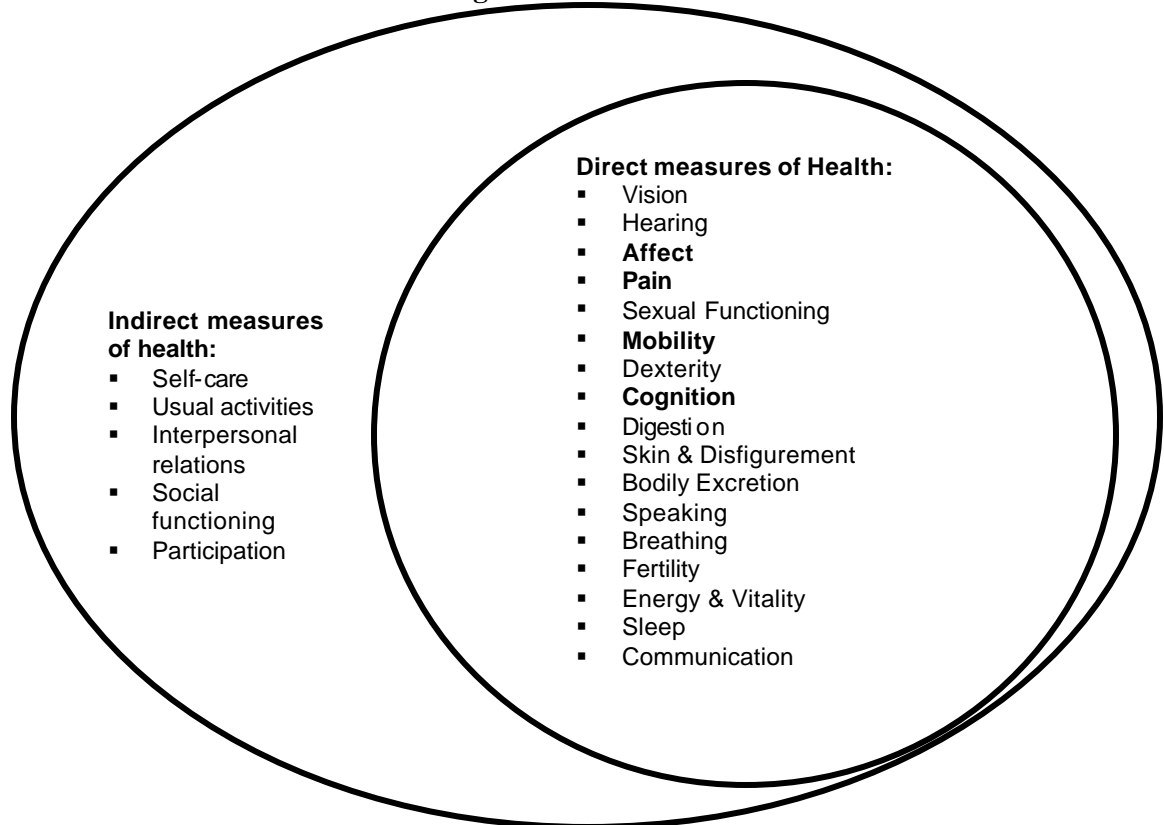 Indirect measures
of health:
▪ Self-care
▪ Usual activities
▪ Interpersonal
relations
▪ Social
functioning
▪ Participation
Direct measures of Health:
▪ Vision
▪ Hearing
▪ Affect
▪ Pain
▪ Sexual Functioning
▪ Mobility
▪ Dexterity
▪ Cognition
▪ Digestion
▪ Skin & Disfigurement
▪ Bodily Excretion
▪ Speaking
▪ Breathing
▪ Fertility
▪ Energy & Vitality
▪ Sleep
▪ Communication